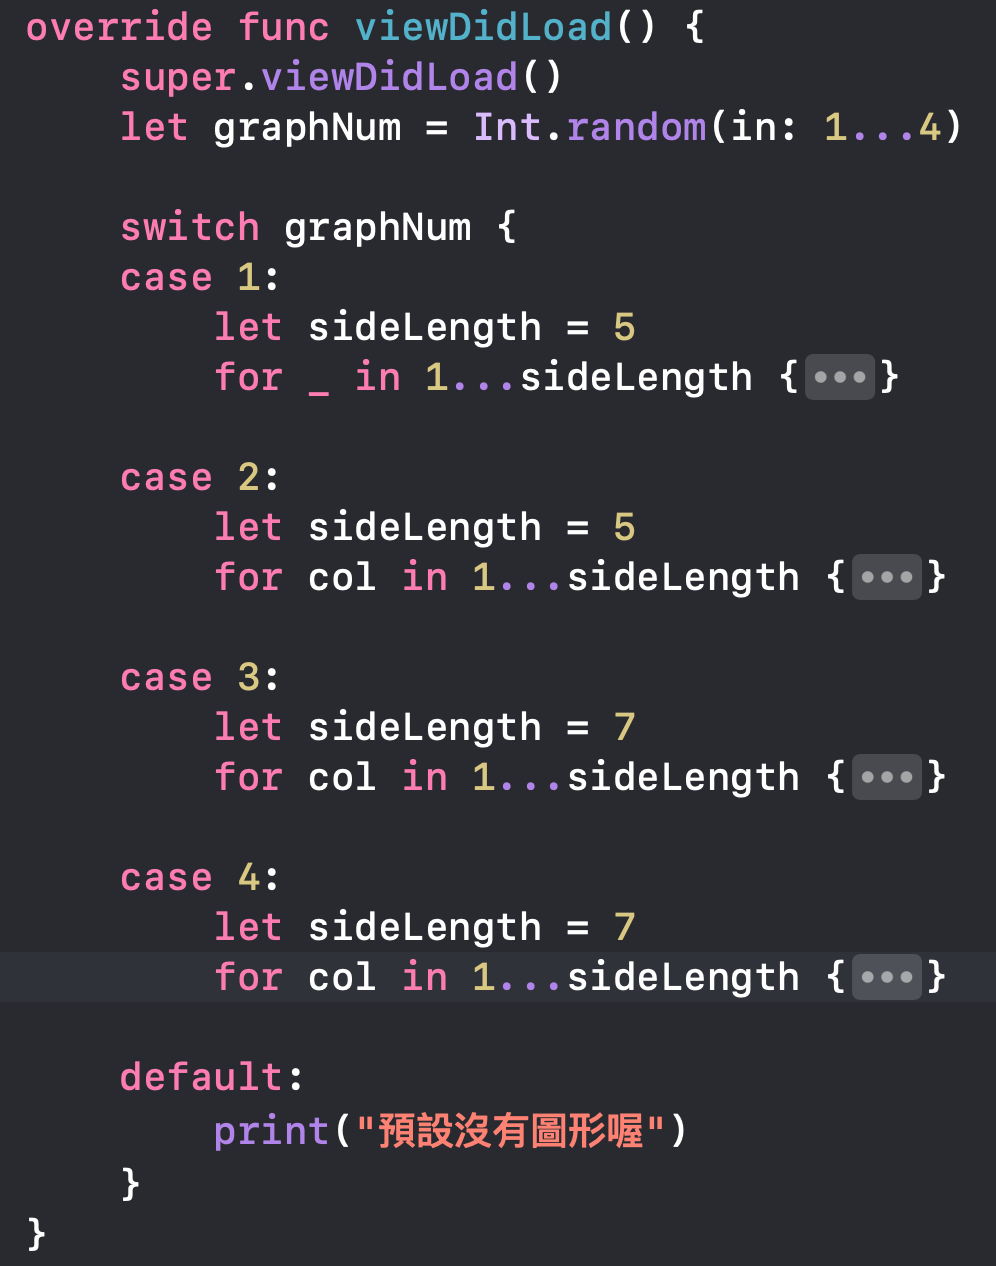 override func viewDidLoad() {
    super.viewDidLoad()
    let graphNum = Int.random(in: 1...4)

    switch graphNum {
    case 1:
        let sideLength = 5
        for _ in 1...sideLength {•••}

    case 2:
        let sideLength = 5
        for col in 1...sideLength {•••}

    case 3:
        let sideLength = 7
        for col in 1...sideLength {•••}

    case 4:
        let sideLength = 7
        for col in 1...sideLength {•••}

    default:
        print("預設沒有圖形喔")
    }
}